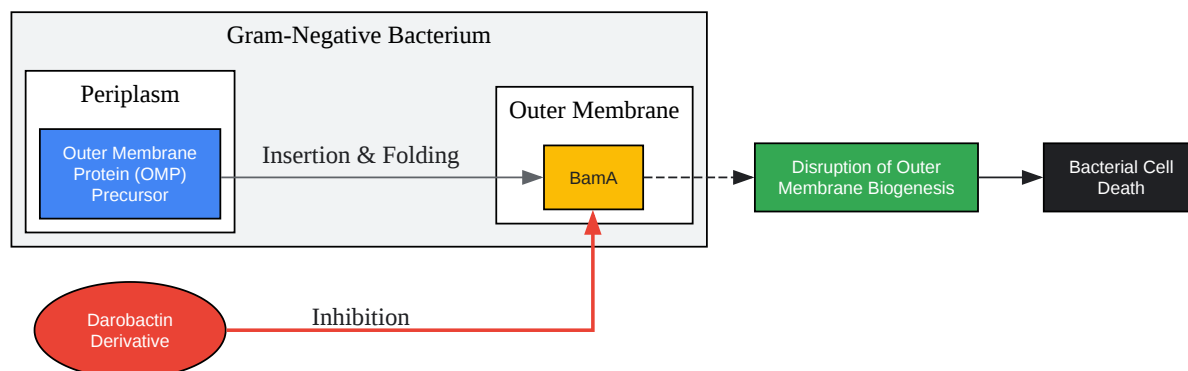 Gram-Negative Bacterium
Periplasm
Outer Membrane
Protein (OMP)
Precursor
Insertion & Folding
Outer Membrane
BamA
Disruption of Outer
Membrane Biogenesis
Bacterial Cell
Death
Darobactin
Derivative
Inhibition